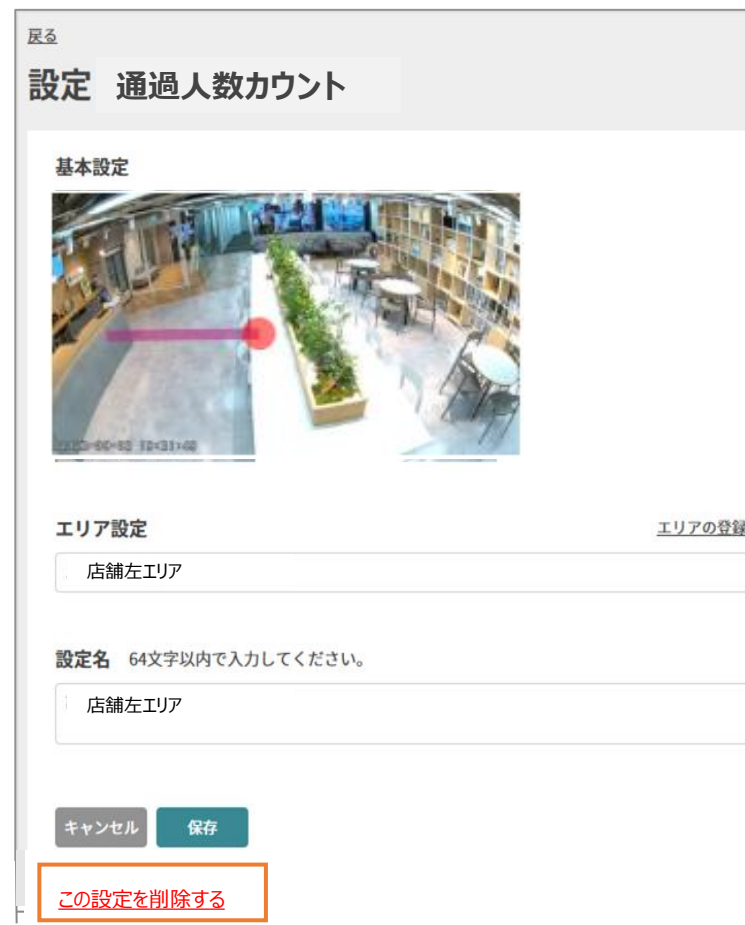 戻る
設定 通過人数カウント
基本設定
エリア設定 エリアの登録
店舗左エリア
設定名 64文字以内で入力してください。
店舗左エリア
キャンセル 保存
この設定を削除する